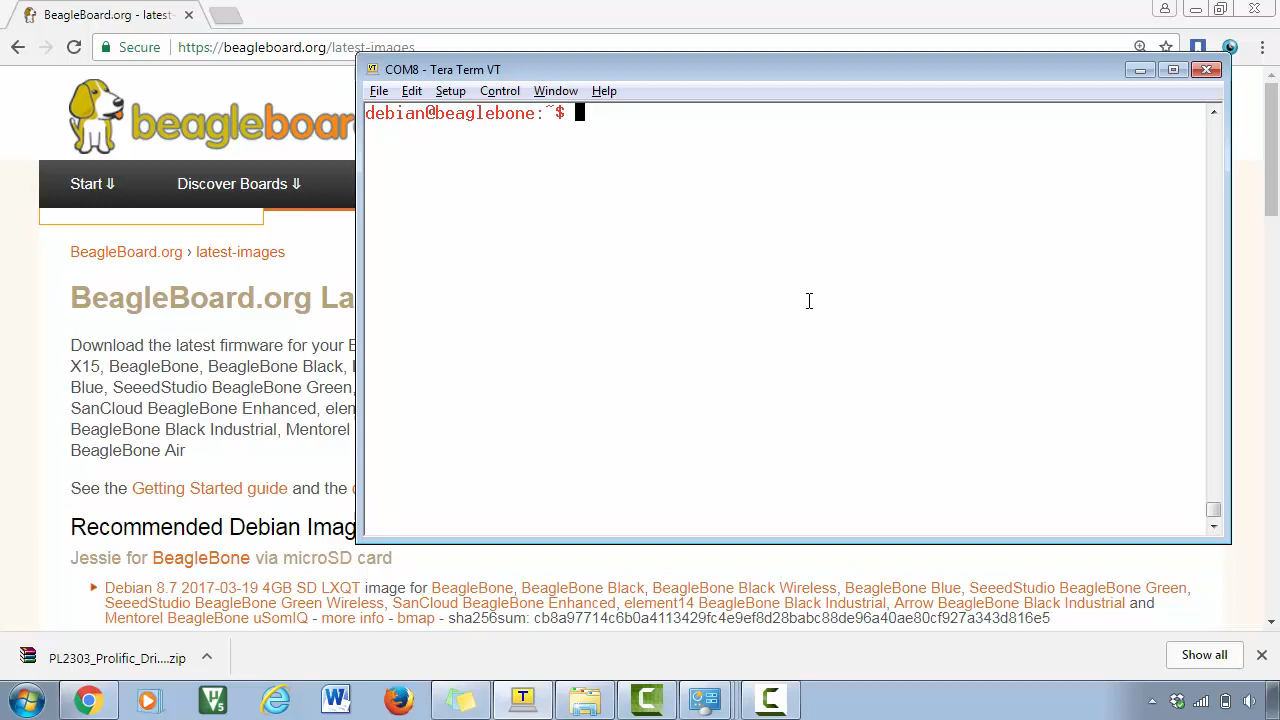 BeagleBoard.org - latest-
Secure
https://beagleboard.org/latest-images
COM8 - Tera Term VT
File Edit Setup Control Window Help
debian@beaglebone:~$
beagleboar
Start ⇓ Discover Boards ⇓
BeagleBoard.org › latest-images
BeagleBoard.org La
Download the latest firmware for your B
X15, BeagleBone, BeagleBone Black,
Blue, SeeedStudio BeagleBone Green,
SanCloud BeagleBone Enhanced, elem
BeagleBone Black Industrial, Mentorel
BeagleBone Air
See the Getting Started guide and the
Recommended Debian Imag
Jessie for BeagleBone via microSD card
Debian 8.7 2017-03-19 4GB SD LXQT image for BeagleBone, BeagleBone Black, BeagleBone Black Wireless, BeagleBone Blue, SeeedStudio BeagleBone Green,
SeeedStudio BeagleBone Green Wireless, SanCloud BeagleBone Enhanced, element14 BeagleBone Black Industrial, Arrow BeagleBone Black Industrial and
Mentorel BeagleBone uSomIQ - more info - bmap - sha256sum: cb8a97714c6b0a4113429fc4e9ef8d28babc88de96a40ae80cf927a343d816e5
PL2303_Prolific_Dri....zip
Show all